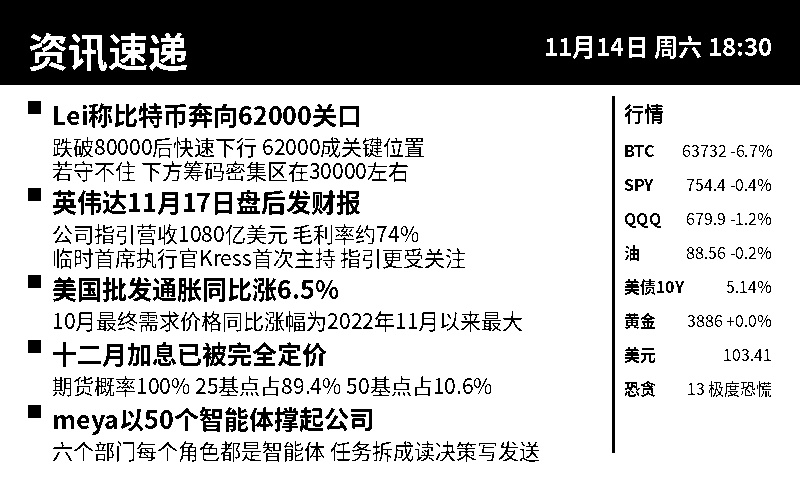 资讯速递
11月14日 周六 18:30
Lei称比特币奔向62000关口
跌破80000后快速下行 62000成关键位置
若守不住 下方筹码密集区在30000左右
英伟达11月17日盘后发财报
公司指引营收1080亿美元 毛利率约74%
临时首席执行官Kress首次主持 指引更受关注
美国批发通胀同比涨6.5%
10月最终需求价格同比涨幅为2022年11月以来最大
十二月加息已被完全定价
期货概率100% 25基点占89.4% 50基点占10.6%
meya以50个智能体撑起公司
六个部门每个角色都是智能体 任务拆成读决策写发送
行情
BTC 63732 -6.7%
SPY 754.4 -0.4%
QQQ 679.9 -1.2%
油 88.56 -0.2%
美债10Y 5.14%
黄金 3886 +0.0%
美元 103.41
恐贪 13 极度恐慌